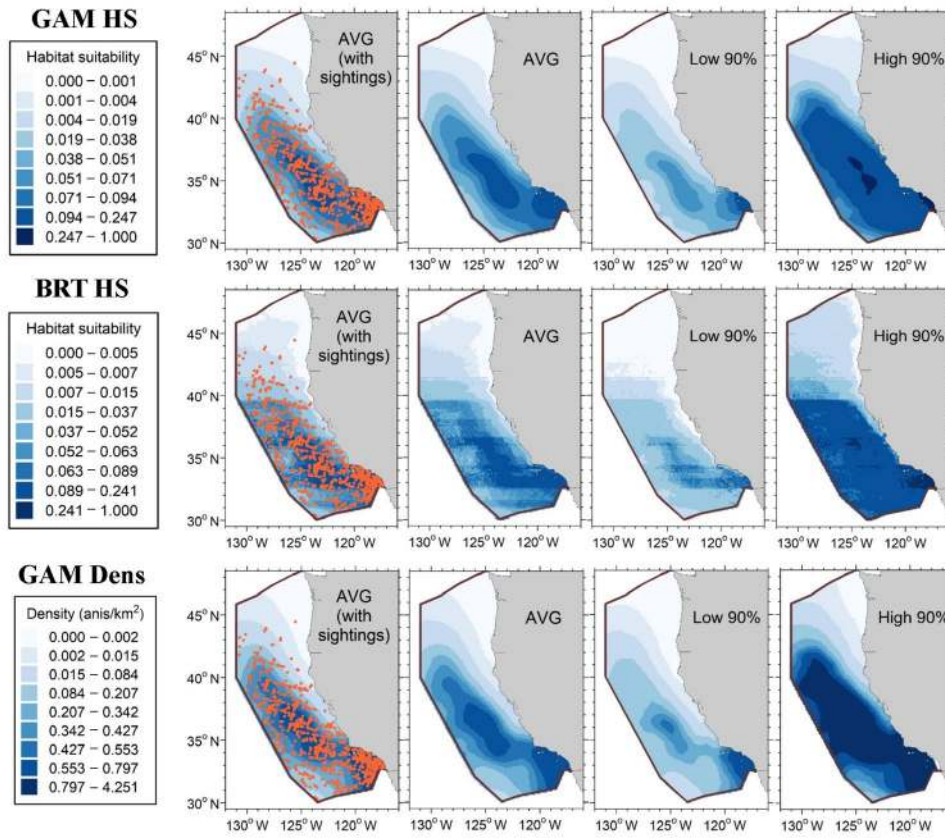 GAM HS
Habitat suitability
0.000 – 0.001
0.001 – 0.004
0.004 – 0.019
0.019 – 0.038
0.038 – 0.051
0.051 – 0.071
0.071 – 0.094
0.094 – 0.247
0.247 – 1.000
AVG
(with
sightings)
AVG
Low 90%
High 90%
45° N
40° N
35° N
30° N
130° W 125° W 120° W
130° W 125° W 120° W
130° W 125° W 120° W
130° W 125° W 120° W
BRT HS
Habitat suitability
0.000 – 0.005
0.005 – 0.007
0.007 – 0.015
0.015 – 0.037
0.037 – 0.052
0.052 – 0.063
0.063 – 0.089
0.089 – 0.241
0.241 – 1.000
AVG
(with
sightings)
AVG
Low 90%
High 90%
45° N
40° N
35° N
30° N
130° W 125° W 120° W
130° W 125° W 120° W
130° W 125° W 120° W
130° W 125° W 120° W
GAM Dens
Density (anis/km²)
0.000 – 0.002
0.002 – 0.015
0.015 – 0.084
0.084 – 0.207
0.207 – 0.342
0.342 – 0.427
0.427 – 0.553
0.553 – 0.797
0.797 – 4.251
AVG
(with
sightings)
AVG
Low 90%
High 90%
45° N
40° N
35° N
30° N
130° W 125° W 120° W
130° W 125° W 120° W
130° W 125° W 120° W
130° W 125° W 120° W